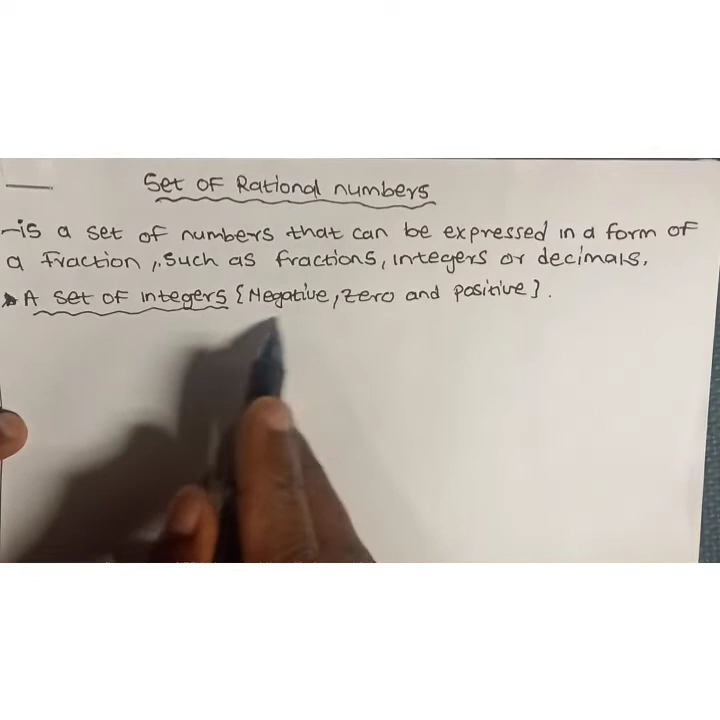 Set OF Rational numbers
-is a set of numbers that can be expressed in a form of
a fraction, such as fractions, integers or decimals.
A set of integers {Negative, Zero and positive}.